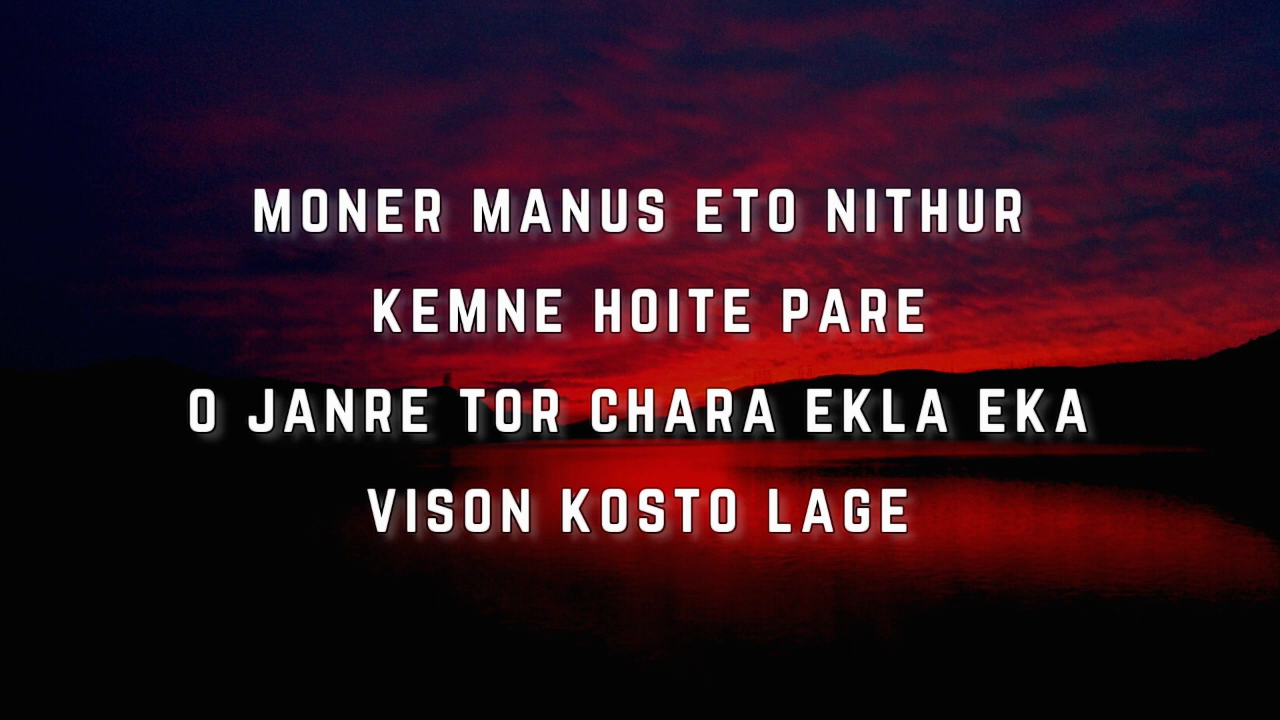 MONER MANUS ETO NITHUR
KEMNE HOITE PARE
O JANRE TOR CHARA EKLA EKA
VISON KOSTO LAGE